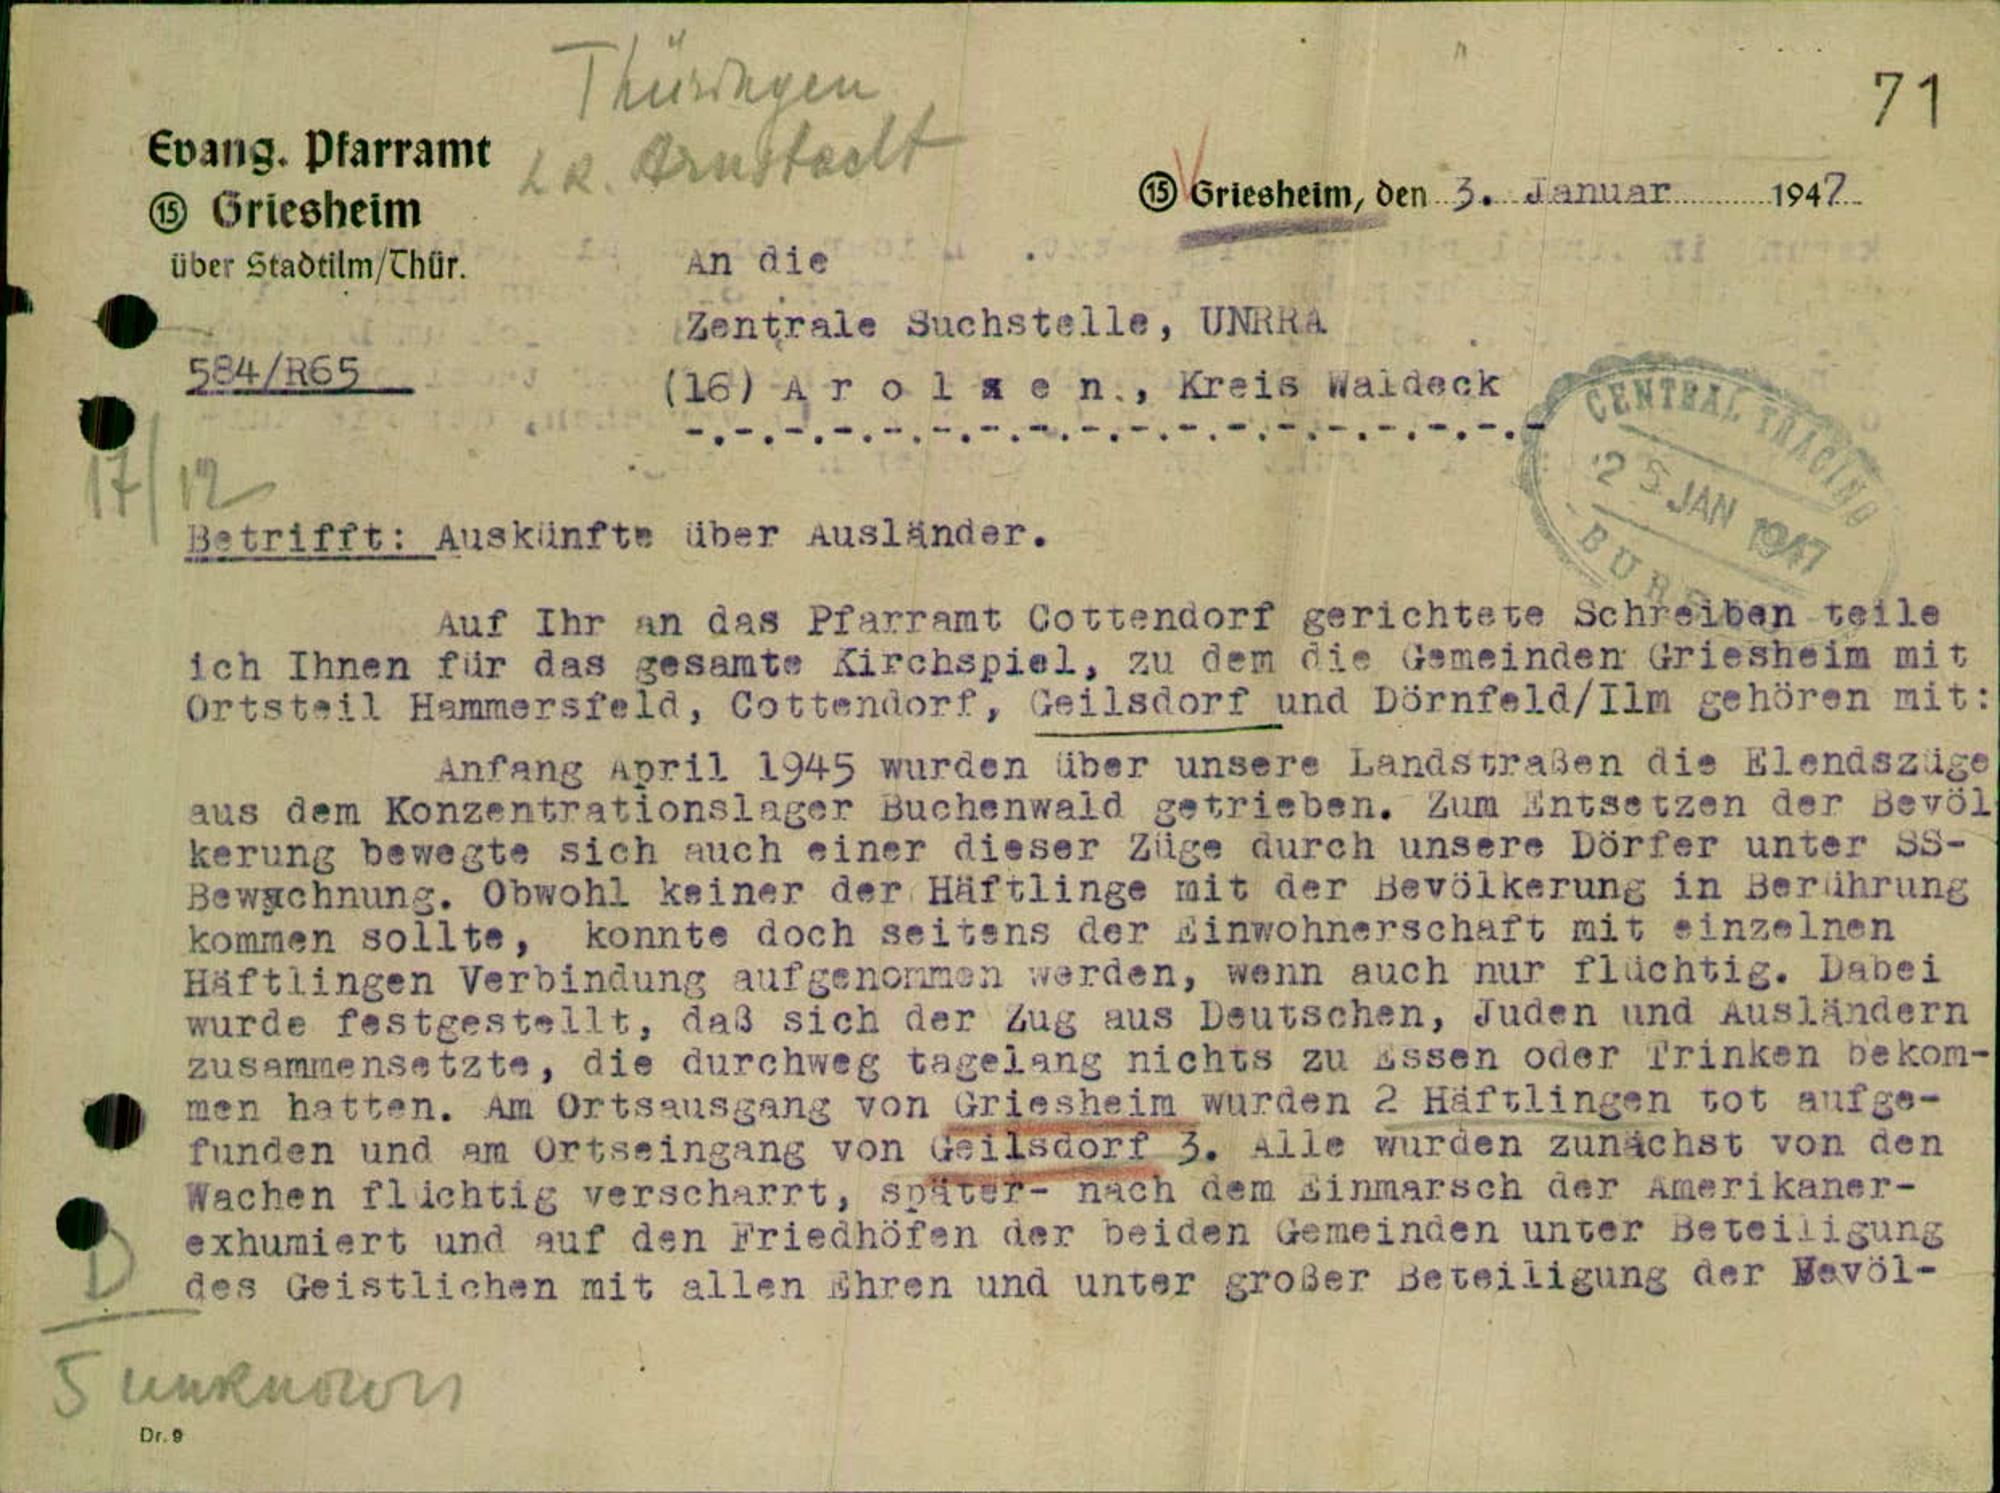 Thüringen
71
Evang. Pfarramt
LK. Arnstadt
⑮ Griesheim
⑮ Griesheim, den 3. Januar 1947
über Stadtilm/Thür.
An die
Zentrale Suchstelle, UNRRA
584/R65
(16) A r o l s e n , Kreis Waldeck
-.-.-.-.-.-.-.-.-.-.-.-.-.-.-.-.-.-
CENTRAL TRACING
25 JAN 1947
17/12
Betrifft: Auskünfte über Ausländer.
Auf Ihr an das Pfarramt Cottendorf gerichtete Schreiben teile
ich Ihnen für das gesamte Kirchspiel, zu dem die Gemeinden Griesheim mit
Ortsteil Hammersfeld, Cottendorf, Geilsdorf und Dörnfeld/Ilm gehören mit:
Anfang April 1945 wurden über unsere Landstraßen die Elendszüge
aus dem Konzentrationslager Buchenwald getrieben. Zum Entsetzen der Bevöl
kerung bewegte sich auch einer dieser Züge durch unsere Dörfer unter SS-
Bewachnung. Obwohl keiner der Häftlinge mit der Bevölkerung in Berührung
kommen sollte, konnte doch seitens der Einwohnerschaft mit einzelnen
Häftlingen Verbindung aufgenommen werden, wenn auch nur flüchtig. Dabei
wurde festgestellt, daß sich der Zug aus Deutschen, Juden und Ausländern
zusammensetzte, die durchweg tagelang nichts zu Essen oder Trinken bekom-
men hatten. Am Ortsausgang von Griesheim wurden 2 Häftlingen tot aufge-
funden und am Ortseingang von Geilsdorf 3. Alle wurden zunächst von den
Wachen flüchtig verscharrt, später- nach dem Einmarsch der Amerikaner-
exhumiert und auf den Friedhöfen der beiden Gemeinden unter Beteiligung
des Geistlichen mit allen Ehren und unter großer Beteiligung der Bevöl-
D
5 unknown
Dr. 9